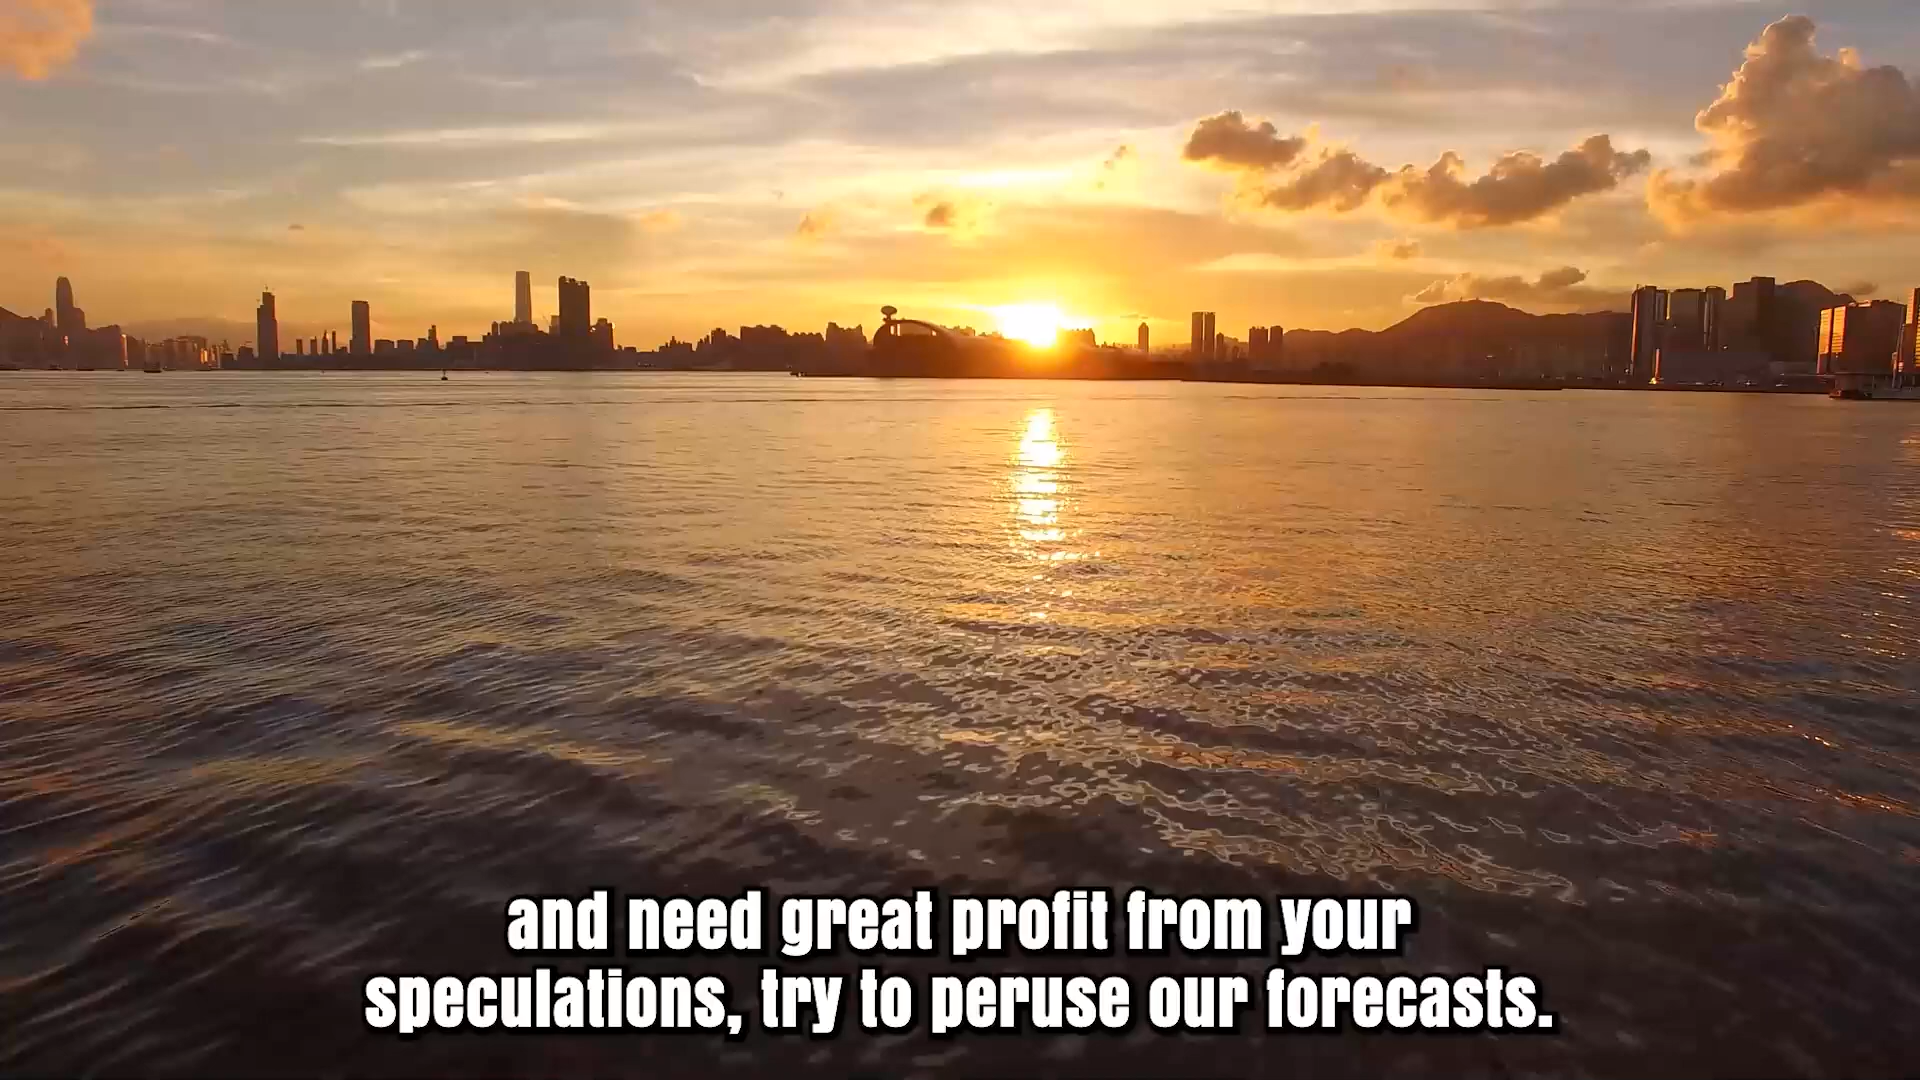 and need great profit from your
speculations, try to peruse our forecasts.